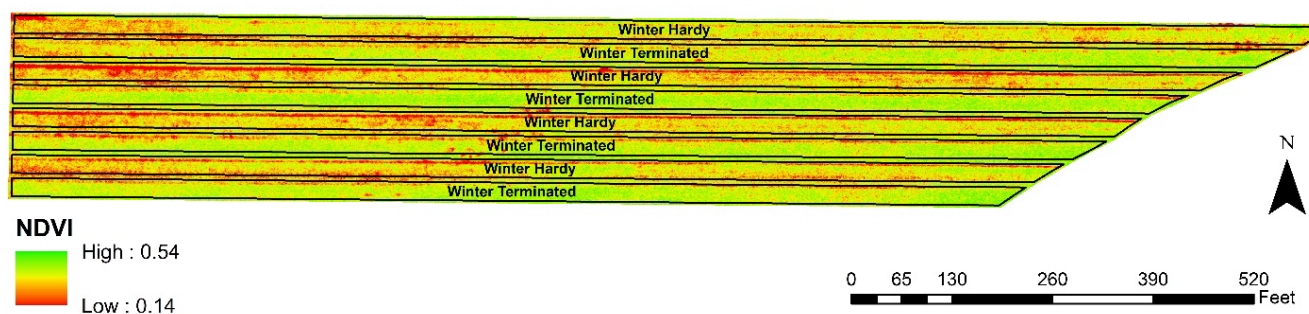 Winter Hardy
Winter Terminated
Winter Hardy
Winter Terminated
Winter Hardy
Winter Terminated
Winter Hardy
Winter Terminated
N
NDVI
High : 0.54
Low : 0.14
0 65 130 260 390 520
Feet